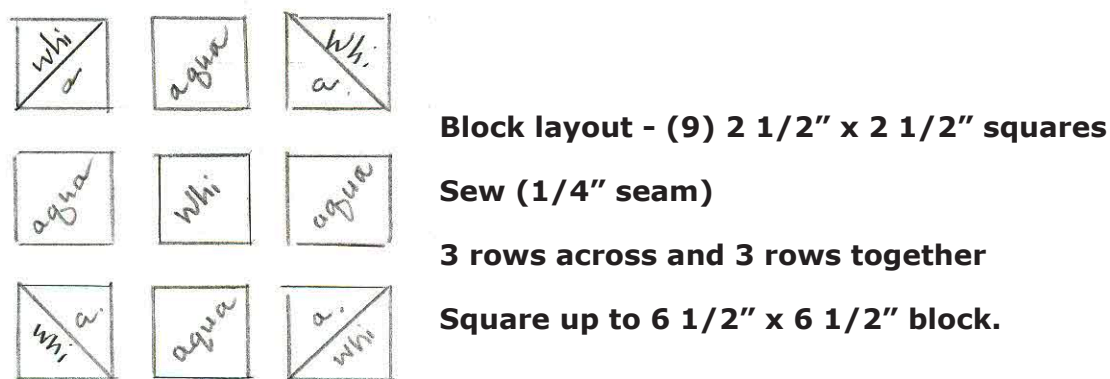 whi a. aqua Whi. a.
Block layout - (9) 2 1/2” x 2 1/2” squares
aqua Whi aqua
Sew (1/4” seam)
3 rows across and 3 rows together
whi a. aqua a. whi
Square up to 6 1/2” x 6 1/2” block.